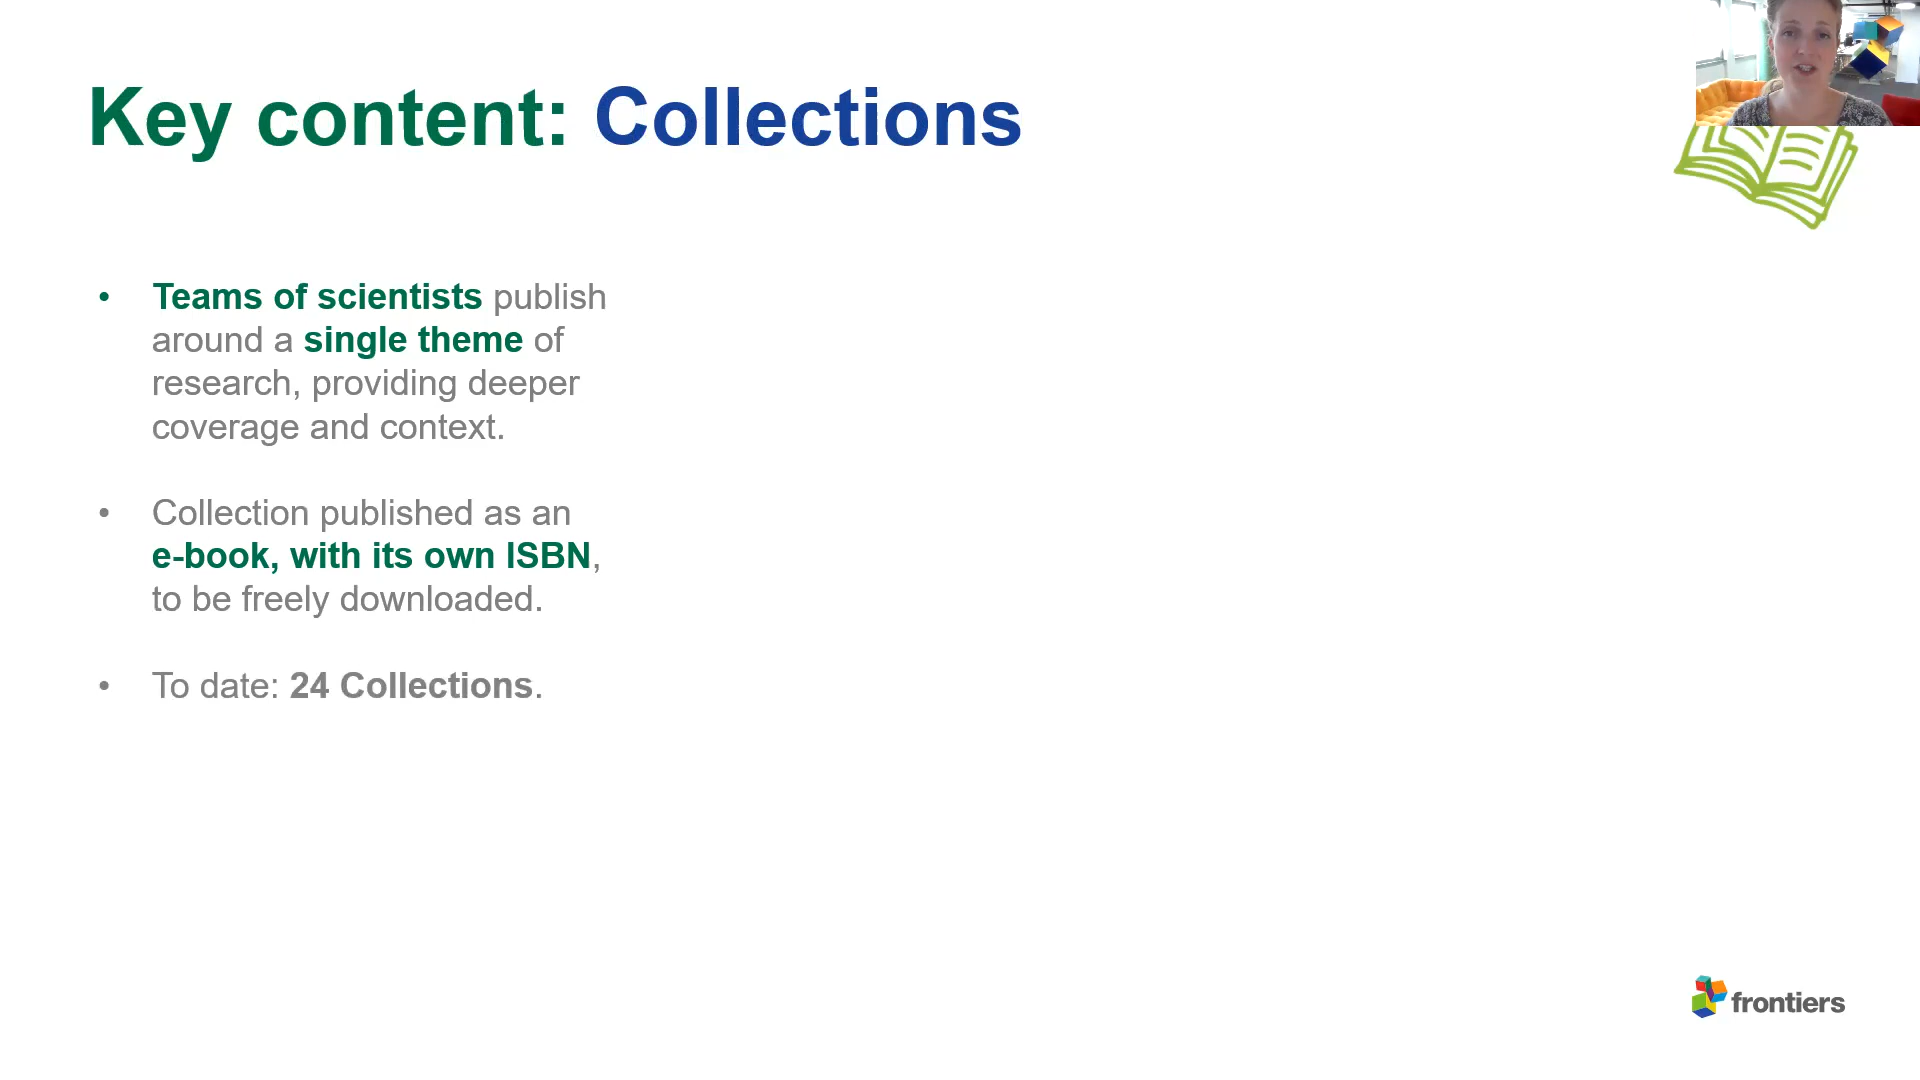 Key content: Collections
• Teams of scientists publish
around a single theme of
research, providing deeper
coverage and context.
• Collection published as an
e-book, with its own ISBN,
to be freely downloaded.
• To date: 24 Collections.
frontiers